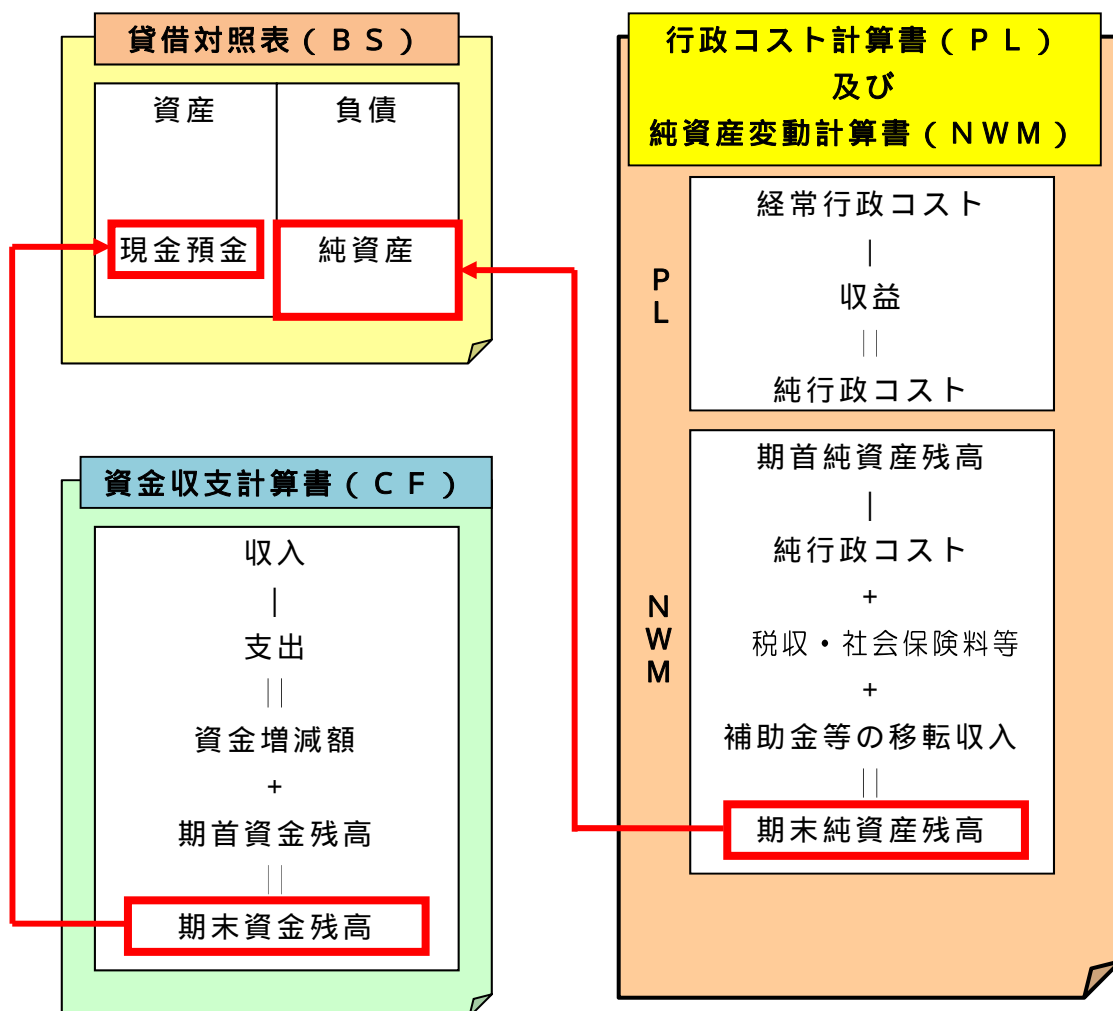 貸借対照表(BS)
資産
負債
現金預金
純資産
資金収支計算書(CF)
収入
|
支出
||
資金増減額
+
期首資金残高
||
期末資金残高
行政コスト計算書(PL)
及び
純資産変動計算書(NWM)
PL
経常行政コスト
|
収益
||
純行政コスト
NWM
期首純資産残高
|
純行政コスト
+
税収・社会保険料等
+
補助金等の移転収入
||
期末純資産残高